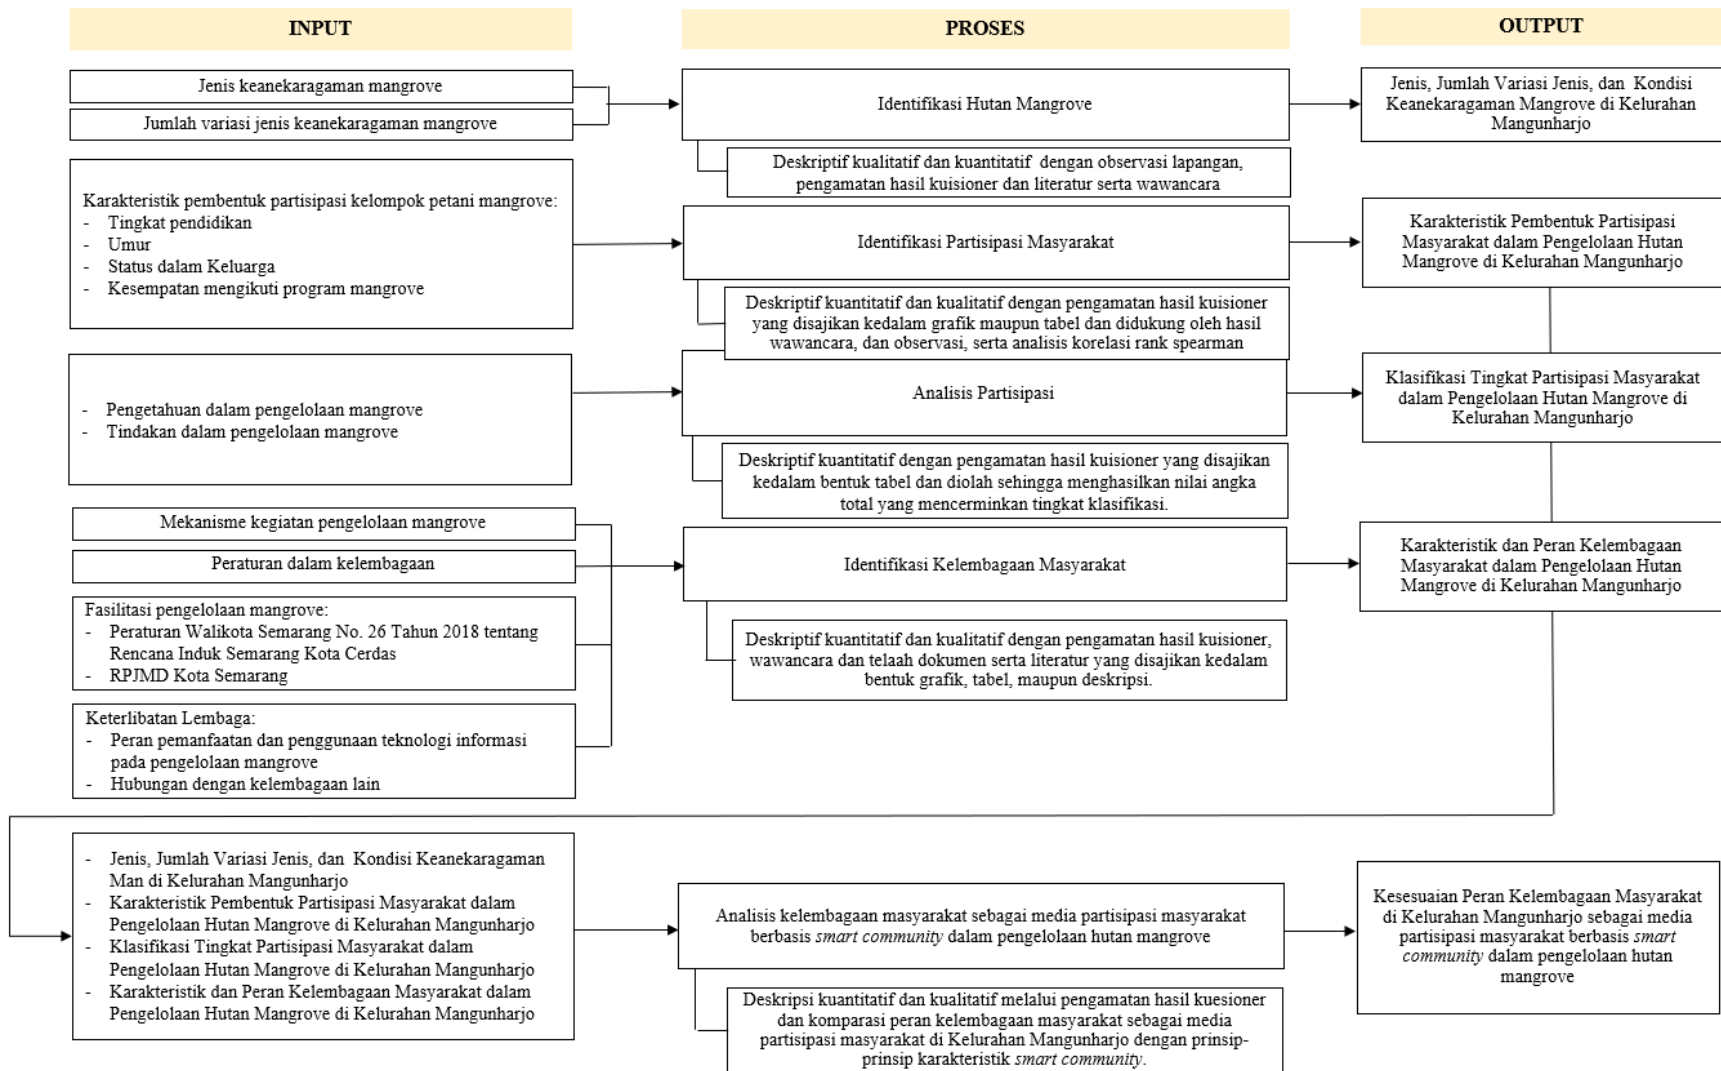 INPUT
PROSES
OUTPUT
Jenis keanekaragaman mangrove
Jumlah variasi jenis keanekaragaman mangrove
Identifikasi Hutan Mangrove
Jenis, Jumlah Variasi Jenis, dan Kondisi
Keanekaragaman Mangrove di Kelurahan
Mangunharjo
Deskriptif kualitatif dan kuantitatif dengan observasi lapangan,
pengamatan hasil kuisioner dan literatur serta wawancara
Karakteristik pembentuk partisipasi kelompok petani mangrove:
- Tingkat pendidikan
- Umur
- Status dalam Keluarga
- Kesempatan mengikuti program mangrove
Identifikasi Partisipasi Masyarakat
Karakteristik Pembentuk Partisipasi
Masyarakat dalam Pengelolaan Hutan
Mangrove di Kelurahan Mangunharjo
Deskriptif kuantitatif dan kualitatif dengan pengamatan hasil kuisioner
yang disajikan kedalam grafik maupun tabel dan didukung oleh hasil
wawancara, dan observasi, serta analisis korelasi rank spearman
- Pengetahuan dalam pengelolaan mangrove
- Tindakan dalam pengelolaan mangrove
Analisis Partisipasi
Klasifikasi Tingkat Partisipasi Masyarakat
dalam Pengelolaan Hutan Mangrove di
Kelurahan Mangunharjo
Deskriptif kuantitatif dengan pengamatan hasil kuisioner yang disajikan
kedalam bentuk tabel dan diolah sehingga menghasilkan nilai angka
total yang mencerminkan tingkat klasifikasi.
Mekanisme kegiatan pengelolaan mangrove
Peraturan dalam kelembagaan
Fasilitasi pengelolaan mangrove:
- Peraturan Walikota Semarang No. 26 Tahun 2018 tentang
Rencana Induk Semarang Kota Cerdas
- RPJMD Kota Semarang
Keterlibatan Lembaga:
- Peran pemanfaatan dan penggunaan teknologi informasi
pada pengelolaan mangrove
- Hubungan dengan kelembagaan lain
Identifikasi Kelembagaan Masyarakat
Karakteristik dan Peran Kelembagaan
Masyarakat dalam Pengelolaan Hutan
Mangrove di Kelurahan Mangunharjo
Deskriptif kuantitatif dan kualitatif dengan pengamatan hasil kuisioner,
wawancara dan telaah dokumen serta literatur yang disajikan kedalam
bentuk grafik, tabel, maupun deskripsi.
- Jenis, Jumlah Variasi Jenis, dan Kondisi Keanekaragaman
Man di Kelurahan Mangunharjo
- Karakteristik Pembentuk Partisipasi Masyarakat dalam
Pengelolaan Hutan Mangrove di Kelurahan Mangunharjo
- Klasifikasi Tingkat Partisipasi Masyarakat dalam
Pengelolaan Hutan Mangrove di Kelurahan Mangunharjo
- Karakteristik dan Peran Kelembagaan Masyarakat dalam
Pengelolaan Hutan Mangrove di Kelurahan Mangunharjo
Analisis kelembagaan masyarakat sebagai media partisipasi masyarakat
berbasis smart community dalam pengelolaan hutan mangrove
Kesesuaian Peran Kelembagaan Masyarakat
di Kelurahan Mangunharjo sebagai media
partisipasi masyarakat berbasis smart
community dalam pengelolaan hutan
mangrove
Deskripsi kuantitatif dan kualitatif melalui pengamatan hasil kuesioner
dan komparasi peran kelembagaan masyarakat sebagai media
partisipasi masyarakat di Kelurahan Mangunharjo dengan prinsip-
prinsip karakteristik smart community.